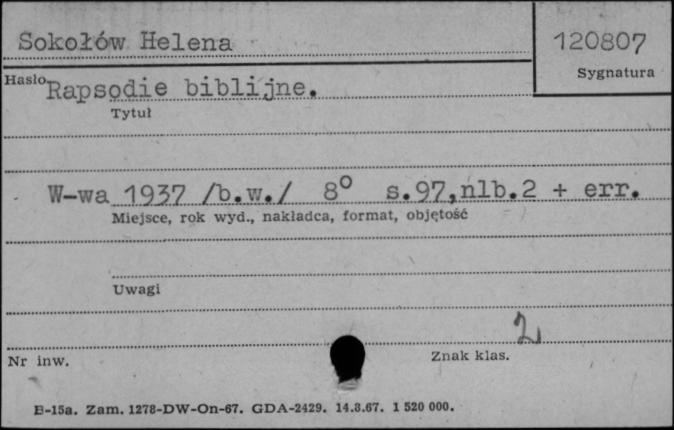 Sokołów Helena
120807
Hasło
Sygnatura
Rapsodie biblijne.
Tytuł
W-wa 1937 /b.w./ 8° s.97,nlb.2 + err.
Miejsce, rok wyd., nakładca, format, objętość
Uwagi
2
Nr inw.
Znak klas.
B-15a. Zam. 1278-DW-On-67. GDA-2429. 14.8.67. 1 520 000.